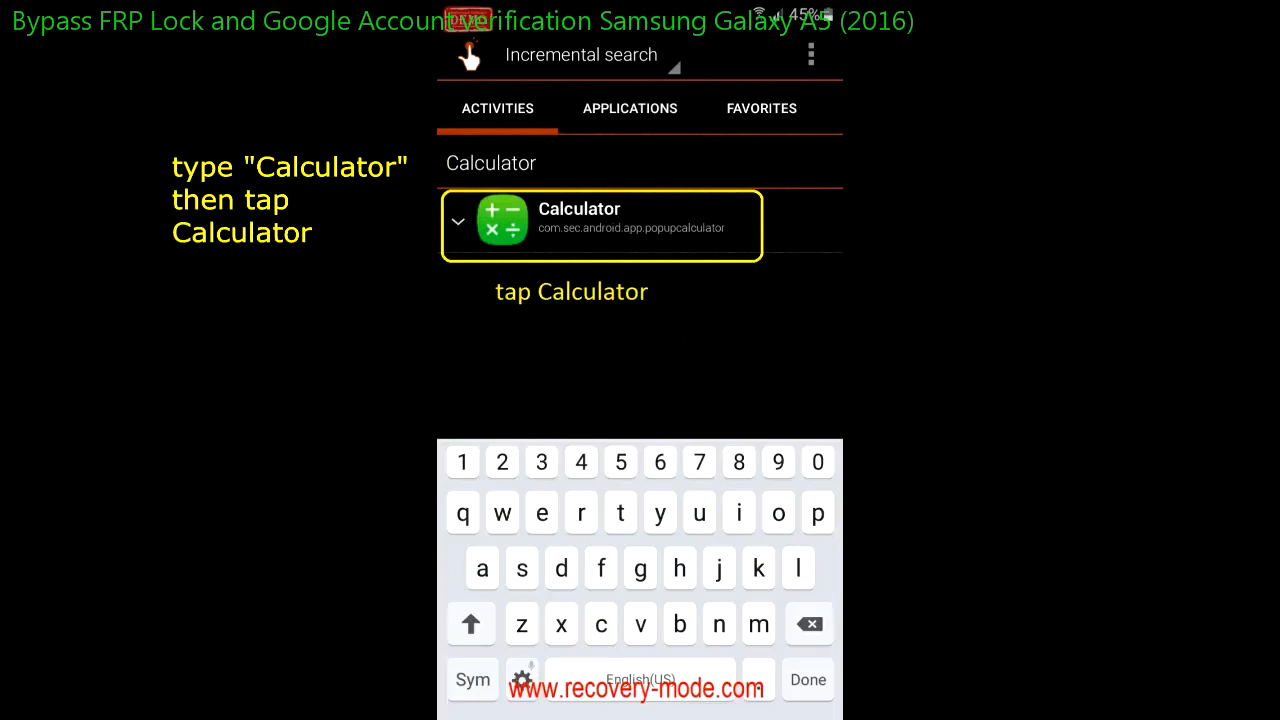 Bypass FRP Lock and Google Account verification Samsung Galaxy A5 (2016)
45%
Incremental search
ACTIVITIES APPLICATIONS FAVORITES
Calculator
type "Calculator"
then tap
Calculator
Calculator
com.sec.android.app.popupcalculator
tap Calculator
1 2 3 4 5 6 7 8 9 0
q w e r t y u i o p
a s d f g h j k l
z x c v b n m
Sym English(US) . Done
www.recovery-mode.com